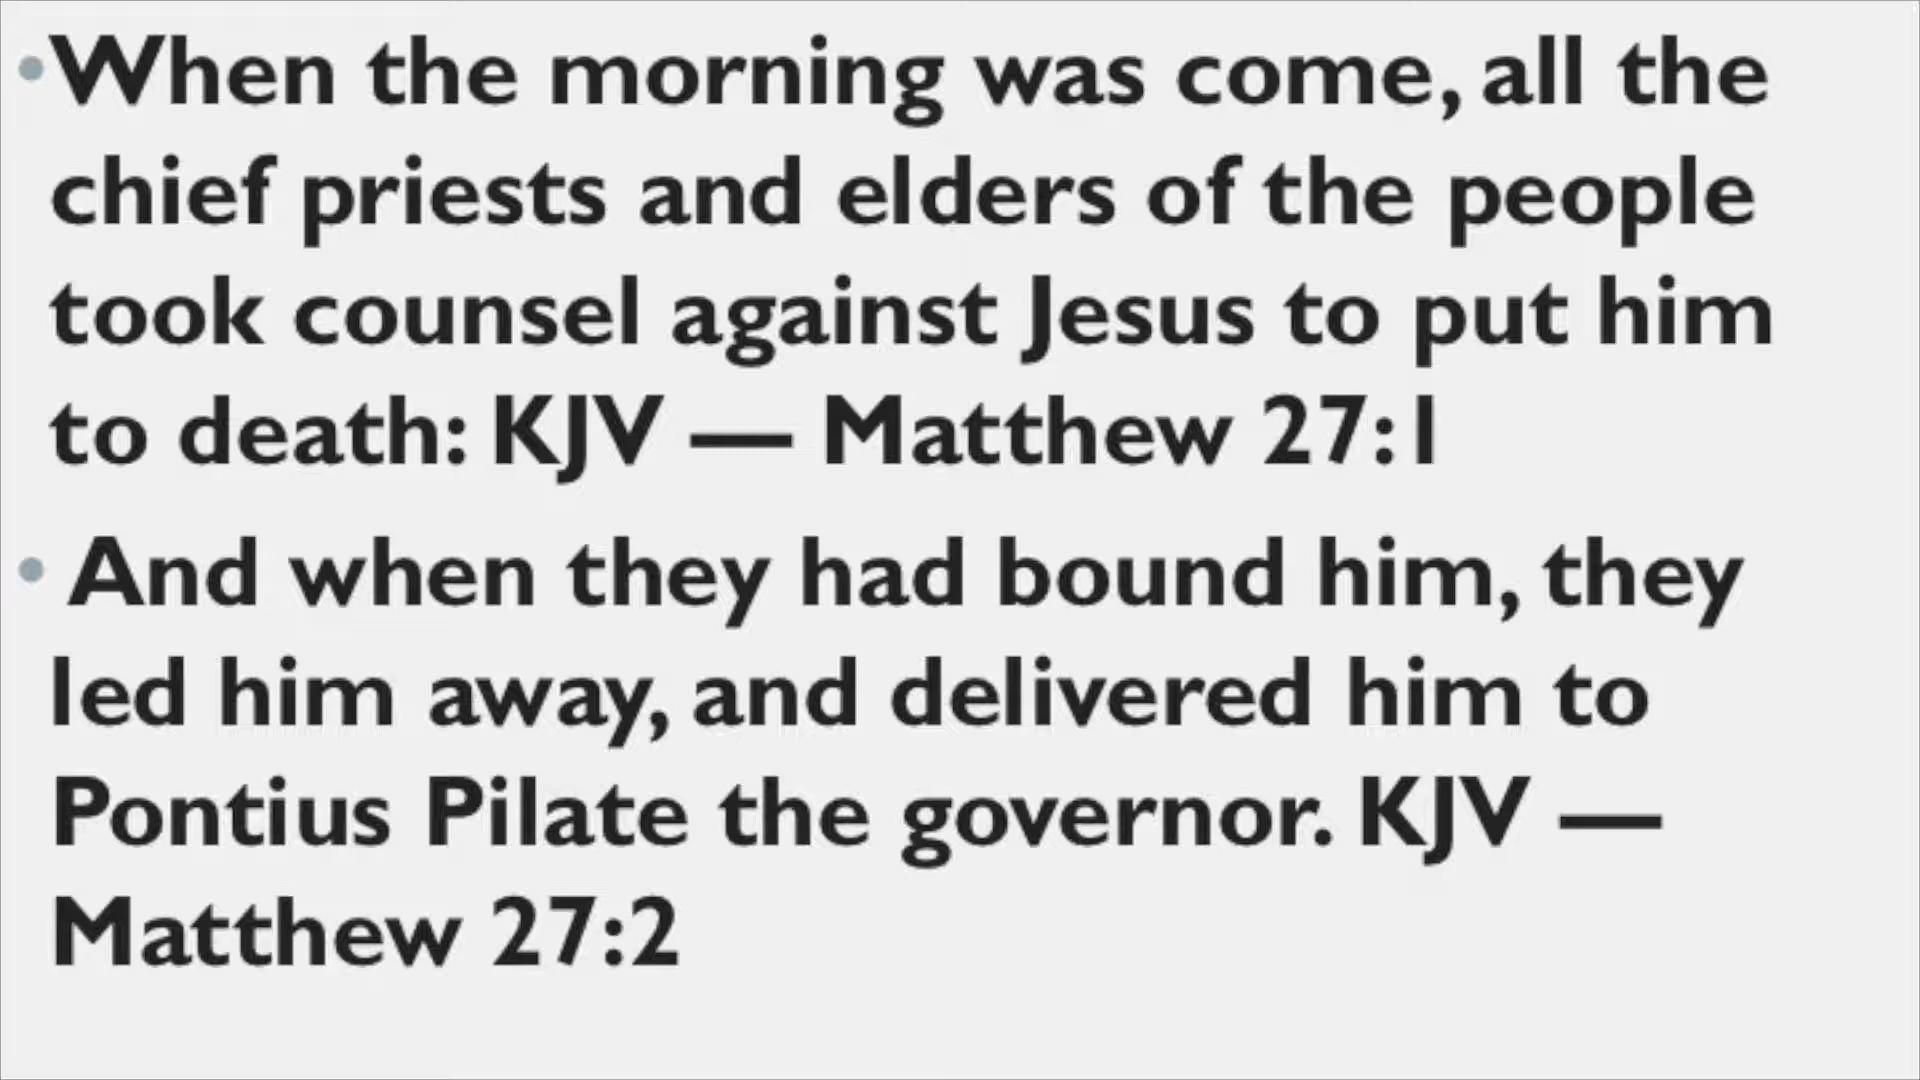 •When the morning was come, all the
chief priests and elders of the people
took counsel against Jesus to put him
to death: KJV — Matthew 27:1
• And when they had bound him, they
led him away, and delivered him to
Pontius Pilate the governor. KJV —
Matthew 27:2